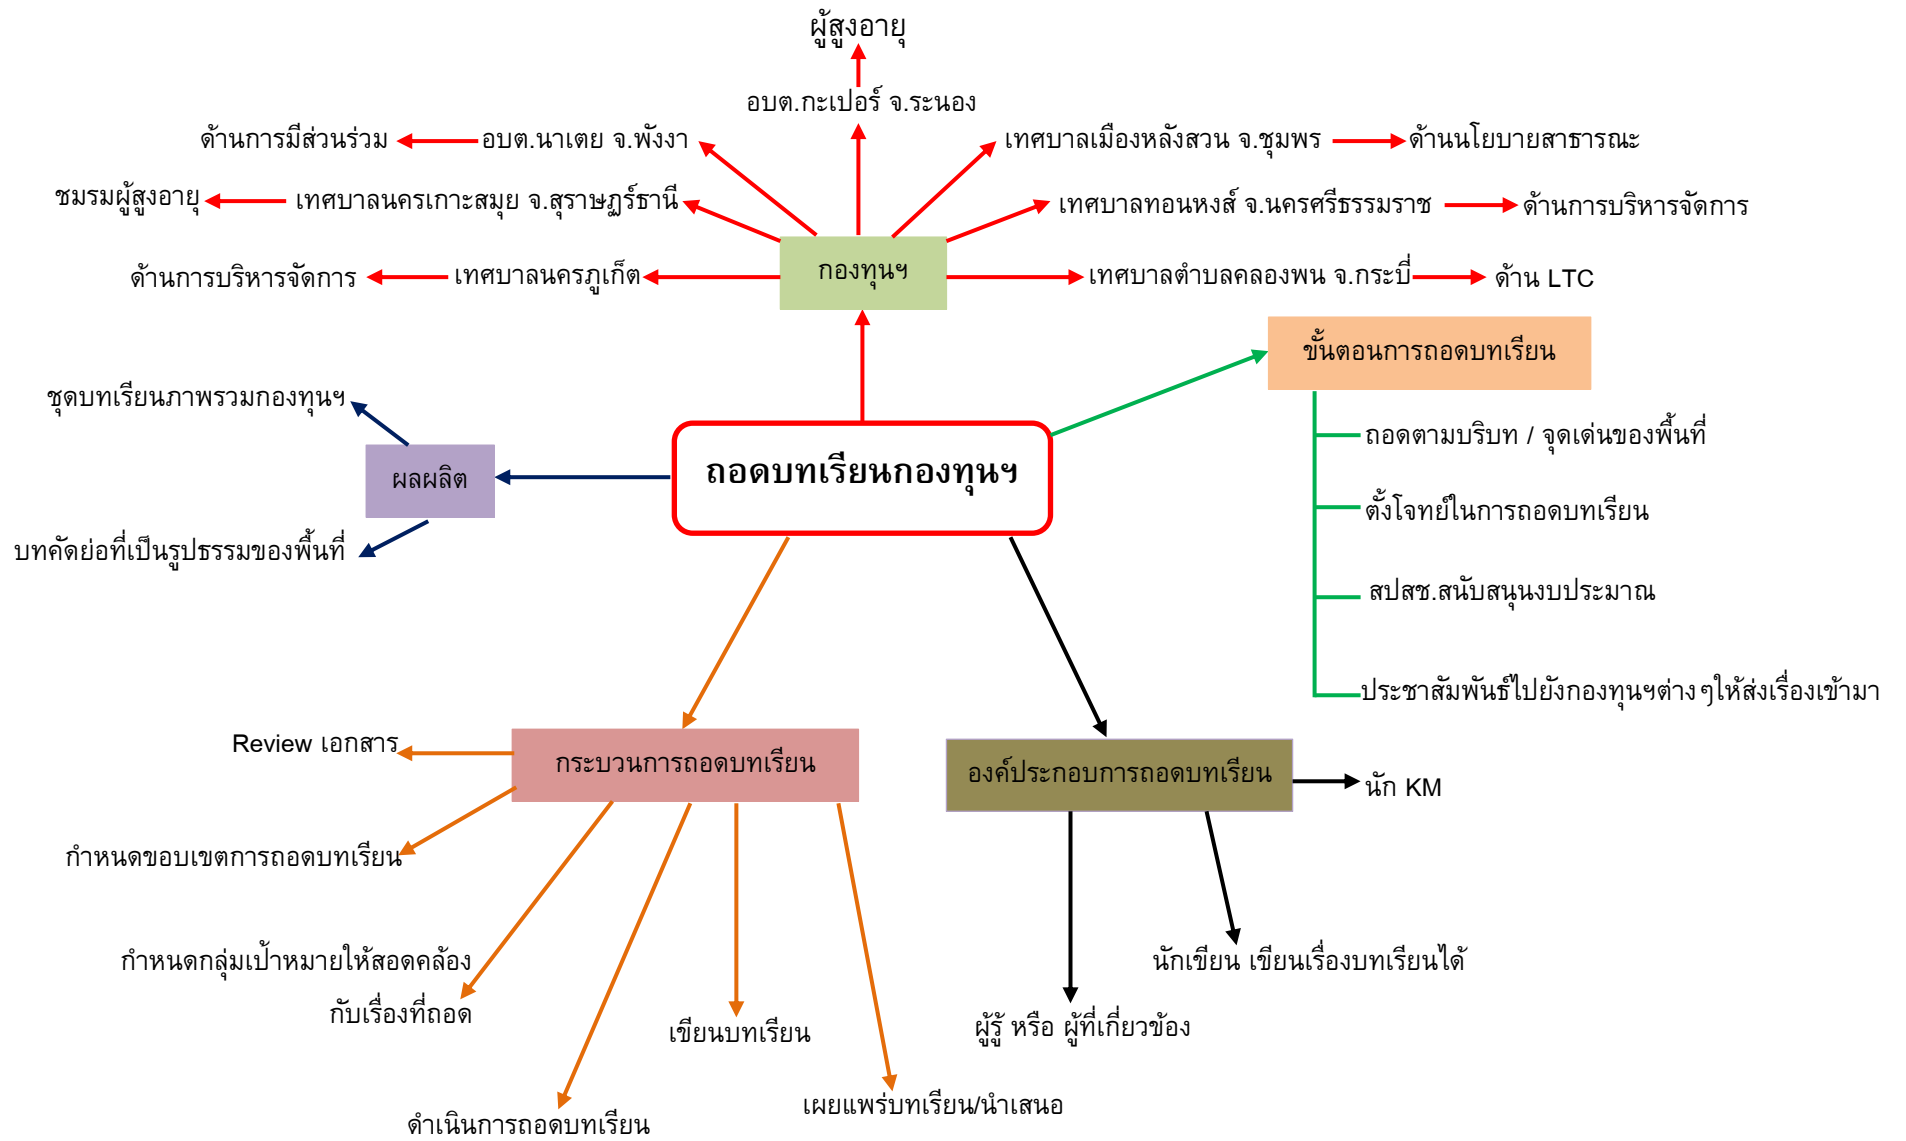 ผู้สูงอายุ
อบต.กะเปอร์ จ.ระนอง
ด้านการมีส่วนร่วม
อบต.นาเตย จ.พังงา
เทศบาลเมืองหลังสวน จ.ชุมพร
ด้านนโยบายสาธารณะ
ชมรมผู้สูงอายุ
เทศบาลนครเกาะสมุย จ.สุราษฏร์ธานี
เทศบาลทอนหงส์ จ.นครศรีธรรมราช
ด้านการบริหารจัดการ
ด้านการบริหารจัดการ
เทศบาลนครภูเก็ต
กองทุนฯ
เทศบาลตำบลคลองพน จ.กระบี่
ด้าน LTC
ขั้นตอนการถอดบทเรียน
ชุดบทเรียนภาพรวมกองทุนฯ
ถอดตามบริบท / จุดเด่นของพื้นที่
ผลผลิต
ถอดบทเรียนกองทุนฯ
ตั้งโจทย์ในการถอดบทเรียน
บทคัดย่อที่เป็นรูปธรรมของพื้นที่
สปสช.สนับสนุนงบประมาณ
ประชาสัมพันธ์ไปยังกองทุนฯต่างๆให้ส่งเรื่องเข้ามา
Review เอกสาร
กระบวนการถอดบทเรียน
องค์ประกอบการถอดบทเรียน
นัก KM
กำหนดขอบเขตการถอดบทเรียน
กำหนดกลุ่มเป้าหมายให้สอดคล้อง
กับเรื่องที่ถอด
นักเขียน เขียนเรื่องบทเรียนได้
เขียนบทเรียน
ผู้รู้ หรือ ผู้ที่เกี่ยวข้อง
เผยแพร่บทเรียน/นำเสนอ
ดำเนินการถอดบทเรียน